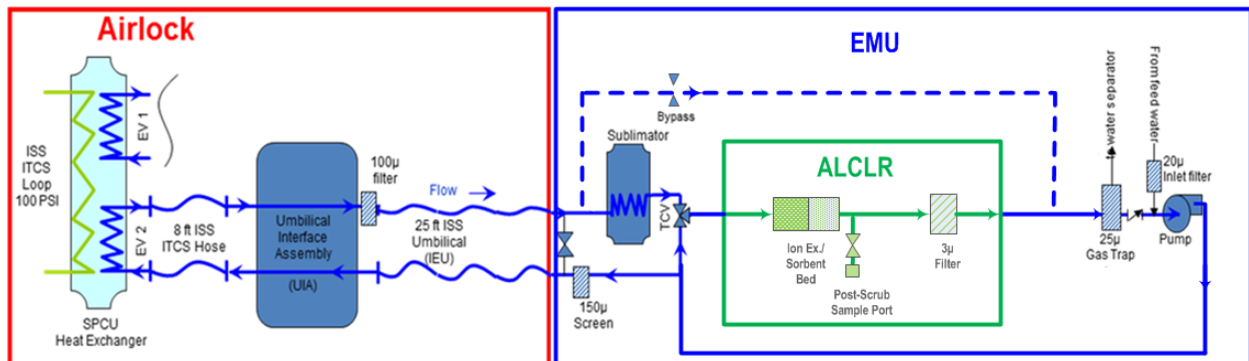 Airlock
EMU
ISS
ITCS
Loop
100 PSI
EV 1
EV 2
8 ft ISS
ITCS Hose
SPCU
Heat Exchanger
Umbilical
Interface
Assembly
(UIA)
100µ
filter
Flow
25 ft ISS
Umbilical
(IEU)
Bypass
Sublimator
TCV
150µ
Screen
ALCLR
Ion Ex./
Sorbent
Bed
Post-Scrub
Sample Port
3µ
Filter
to water separator
From feed water
20µ
Inlet filter
25µ
Gas Trap
Pump